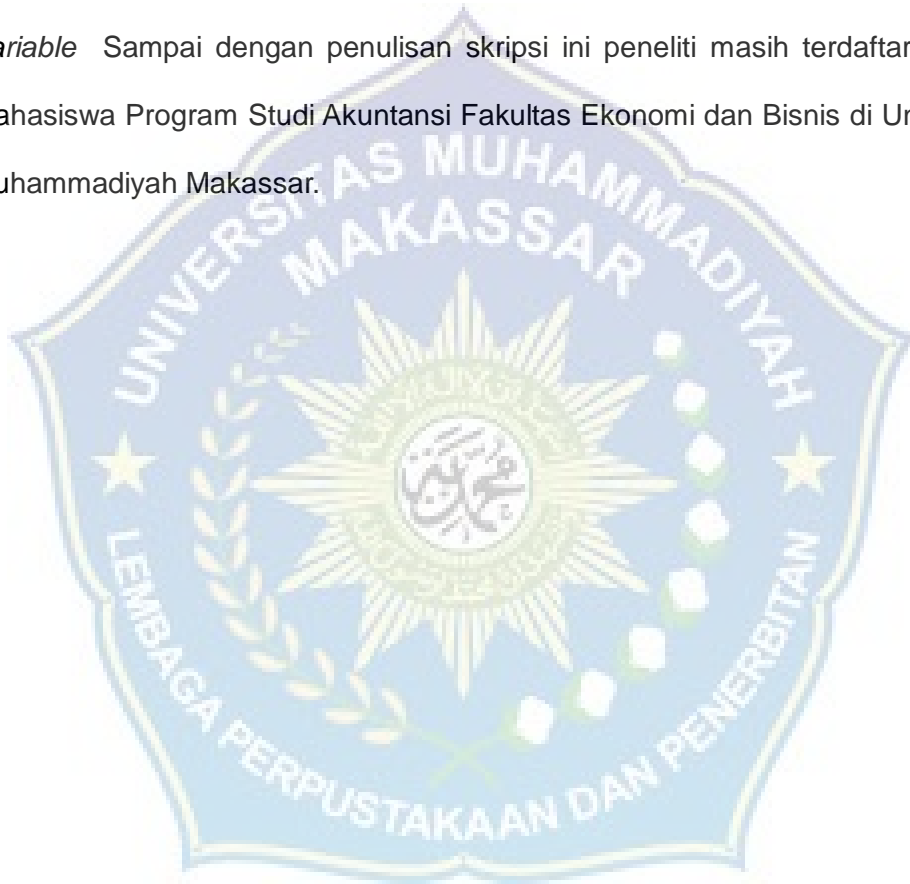 ariable Sampai dengan penulisan skripsi ini peneliti masih terdaftar
ahasiswa Program Studi Akuntansi Fakultas Ekonomi dan Bisnis di Un
uhammadiyah Makassar.
UNIVERSITAS MUHAMMADIYAH
MAKASSAR
LEMBAGA PERPUSTAKAAN DAN PENERBITAN